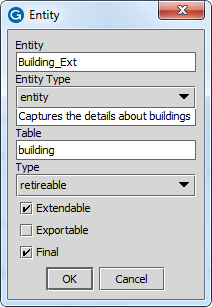 Entity
Entity
Building_Ext
Entity Type
entity
Captures the details about buildings
Table
building
Type
retireable
Extendable
Exportable
Final
OK
Cancel